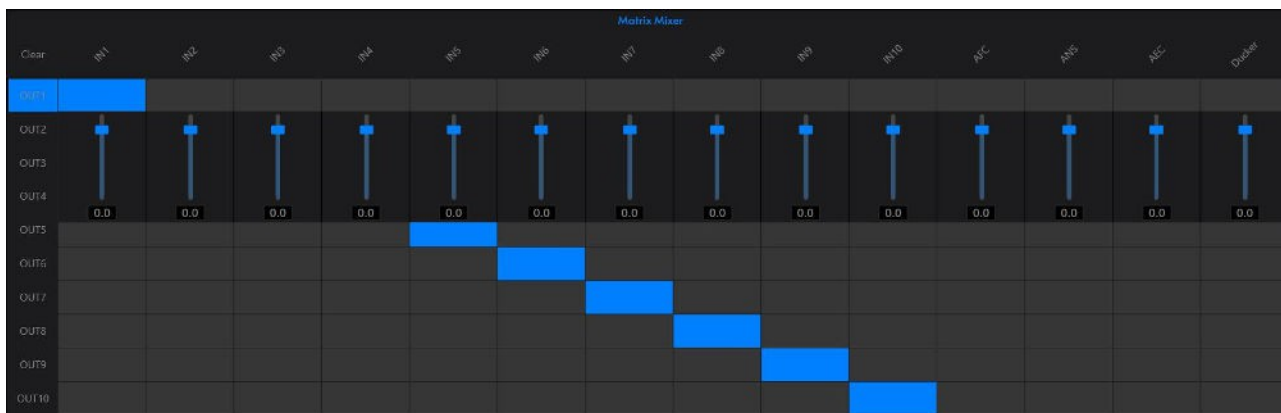 Matrix Mixer
Clear IN1 IN2 IN3 IN4 IN5 IN6 IN7 IN8 IN9 IN10 AFC ANS AEC Ducker
OUT1
OUT2
OUT3
OUT4
0.0 0.0 0.0 0.0 0.0 0.0 0.0 0.0 0.0 0.0 0.0 0.0 0.0 0.0
OUT5
OUT6
OUT7
OUT8
OUT9
OUT10